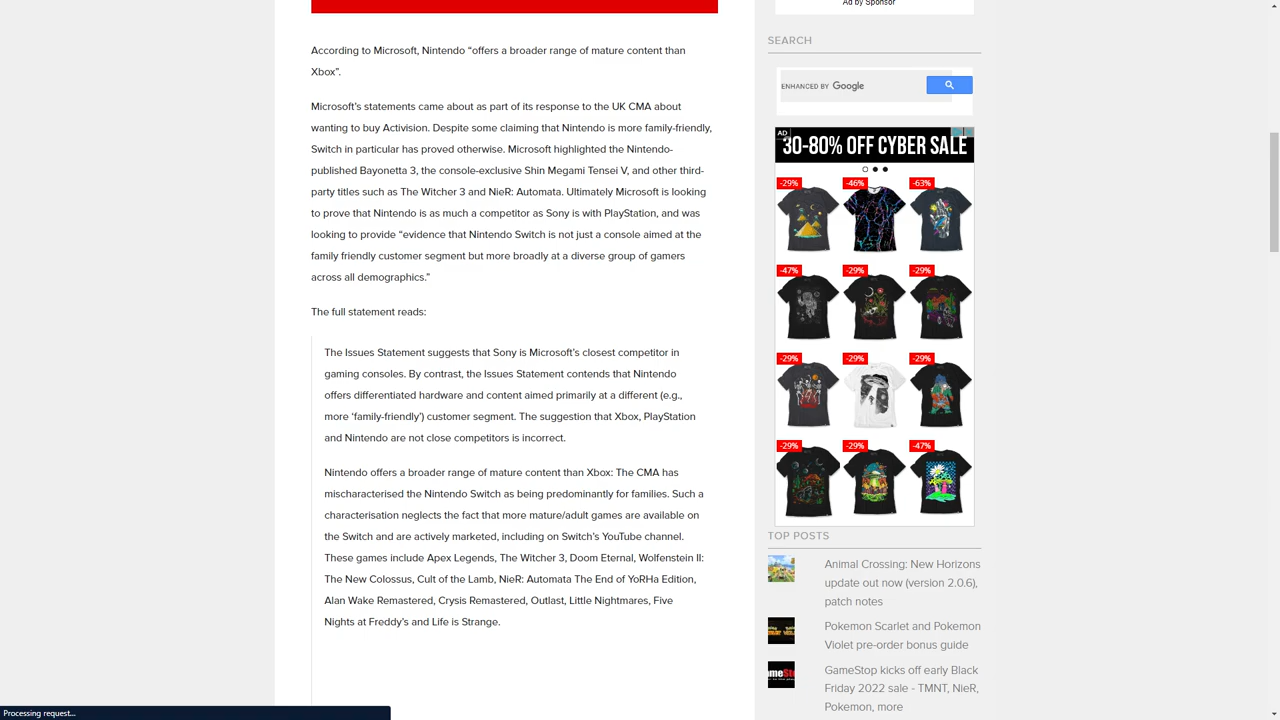 According to Microsoft, Nintendo “offers a broader range of mature content than
Xbox”.
Microsoft’s statements came about as part of its response to the UK CMA about
wanting to buy Activision. Despite some claiming that Nintendo is more family-friendly,
Switch in particular has proved otherwise. Microsoft highlighted the Nintendo-
published Bayonetta 3, the console-exclusive Shin Megami Tensei V, and other third-
party titles such as The Witcher 3 and NieR: Automata. Ultimately Microsoft is looking
to prove that Nintendo is as much a competitor as Sony is with PlayStation, and was
looking to provide “evidence that Nintendo Switch is not just a console aimed at the
family friendly customer segment but more broadly at a diverse group of gamers
across all demographics.”
The full statement reads:
The Issues Statement suggests that Sony is Microsoft’s closest competitor in
gaming consoles. By contrast, the Issues Statement contends that Nintendo
offers differentiated hardware and content aimed primarily at a different (e.g.,
more ‘family-friendly’) customer segment. The suggestion that Xbox, PlayStation
and Nintendo are not close competitors is incorrect.
Nintendo offers a broader range of mature content than Xbox: The CMA has
mischaracterised the Nintendo Switch as being predominantly for families. Such a
characterisation neglects the fact that more mature/adult games are available on
the Switch and are actively marketed, including on Switch’s YouTube channel.
These games include Apex Legends, The Witcher 3, Doom Eternal, Wolfenstein II:
The New Colossus, Cult of the Lamb, NieR: Automata The End of YoRHa Edition,
Alan Wake Remastered, Crysis Remastered, Outlast, Little Nightmares, Five
Nights at Freddy’s and Life is Strange.
Processing request...
Ad by Sponsor
SEARCH
ENHANCED BY Google
AD
30-80% OFF CYBER SALE
-29% -46% -63%
-47% -29% -29%
-29% -29% -29%
-29% -29% -47%
TOP POSTS
Animal Crossing: New Horizons
update out now (version 2.0.6),
patch notes
Pokemon Scarlet and Pokemon
Violet pre-order bonus guide
GameStop kicks off early Black
Friday 2022 sale - TMNT, NieR,
Pokemon, more